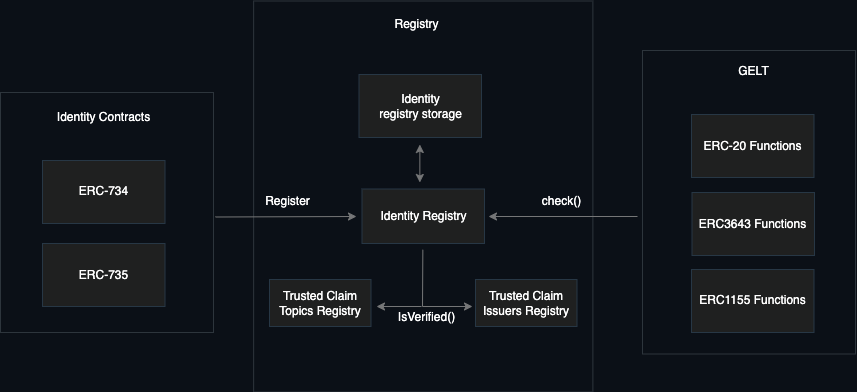 Registry
GELT
Identity Contracts
Identity
registry storage
ERC-20 Functions
ERC-734
Register
Identity Registry
check()
ERC3643 Functions
ERC-735
Trusted Claim
Topics Registry
IsVerified()
Trusted Claim
Issuers Registry
ERC1155 Functions